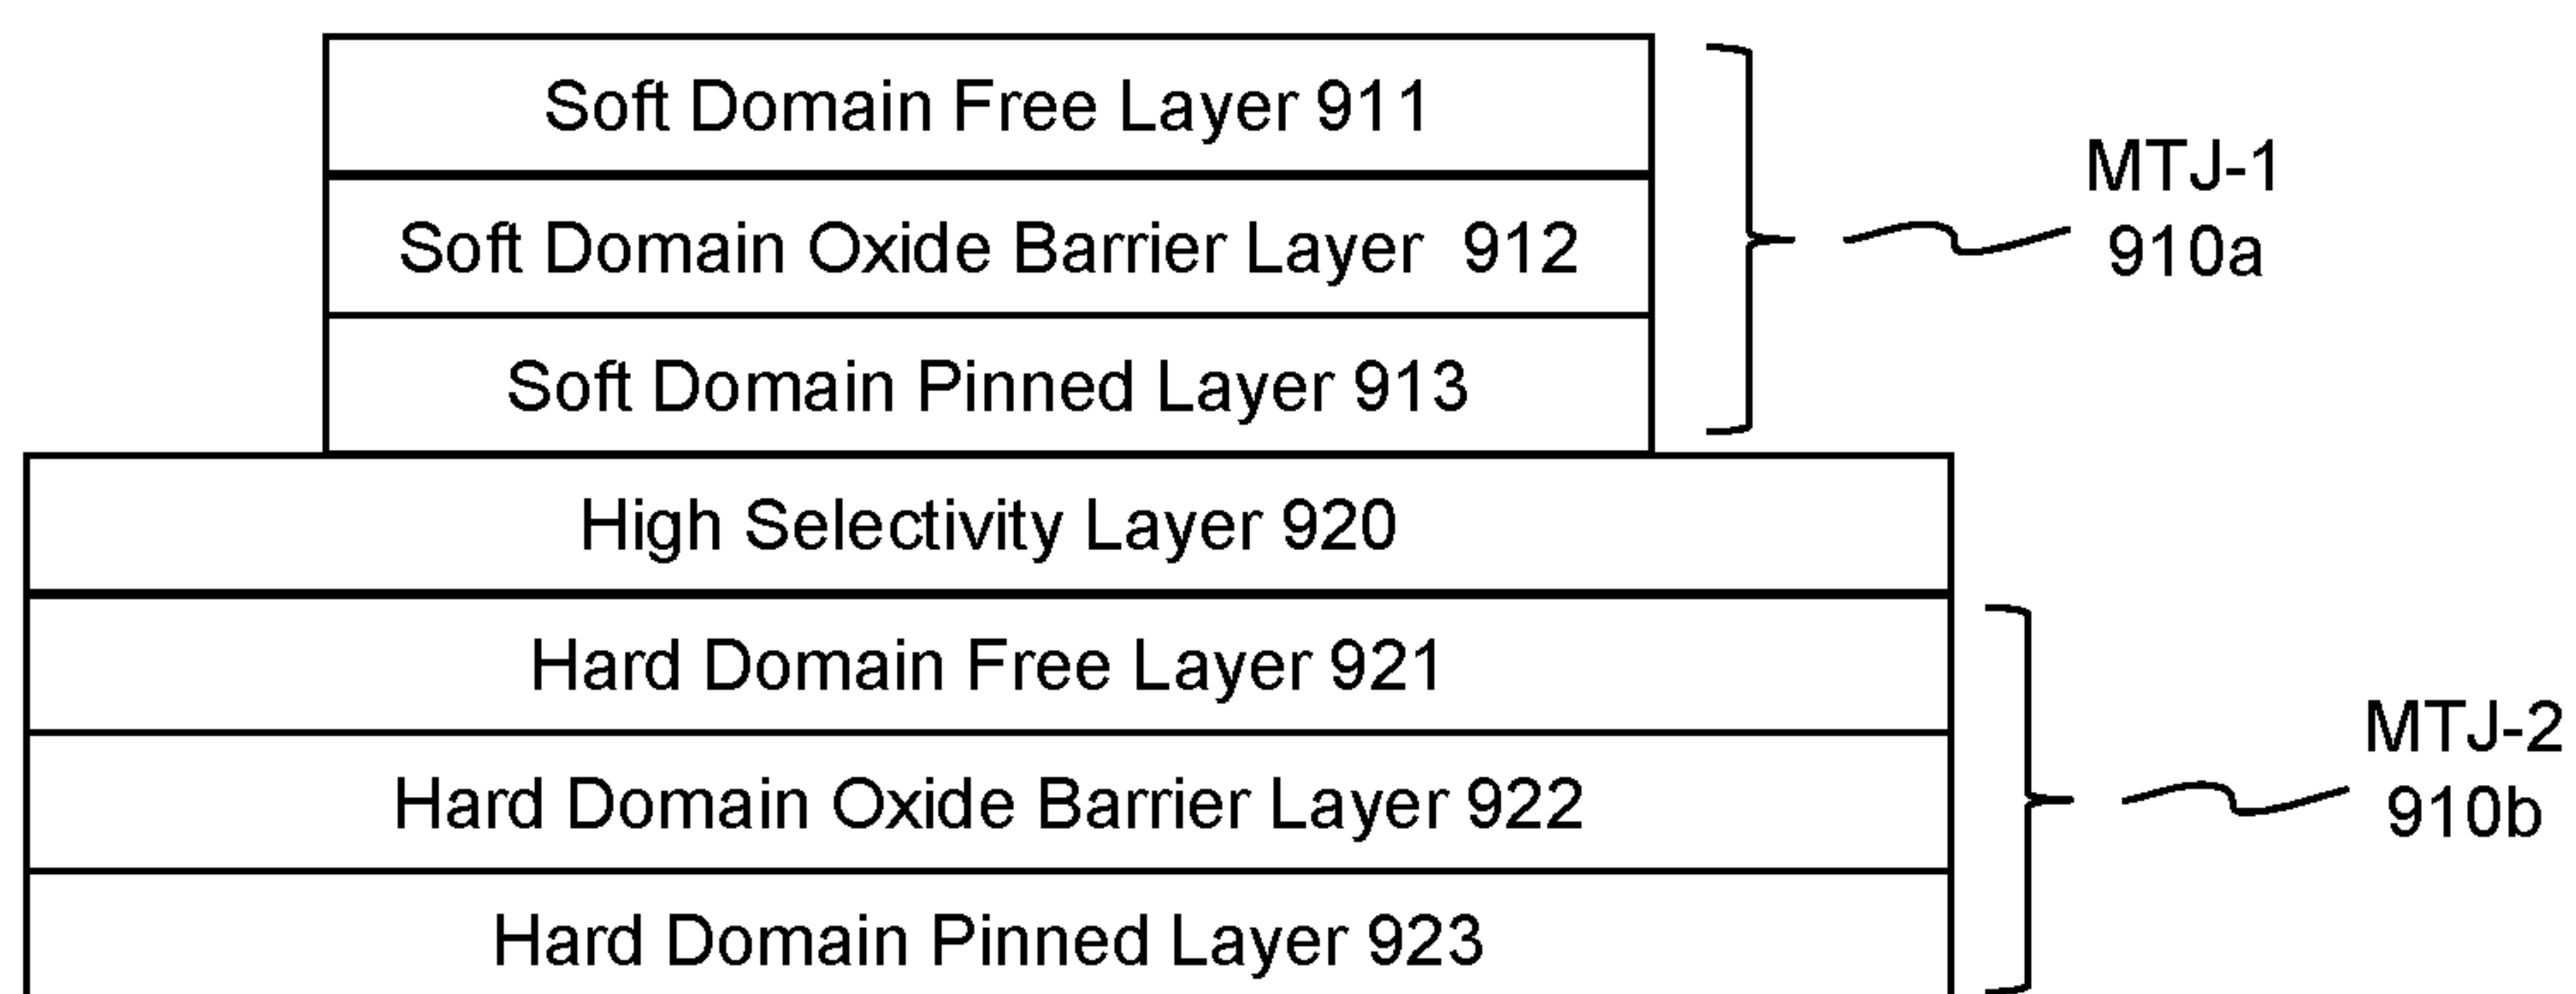 Soft Domain Free Layer 911
Soft Domain Oxide Barrier Layer 912
Soft Domain Pinned Layer 913
MTJ-1
910a
High Selectivity Layer 920
Hard Domain Free Layer 921
Hard Domain Oxide Barrier Layer 922
Hard Domain Pinned Layer 923
MTJ-2
910b